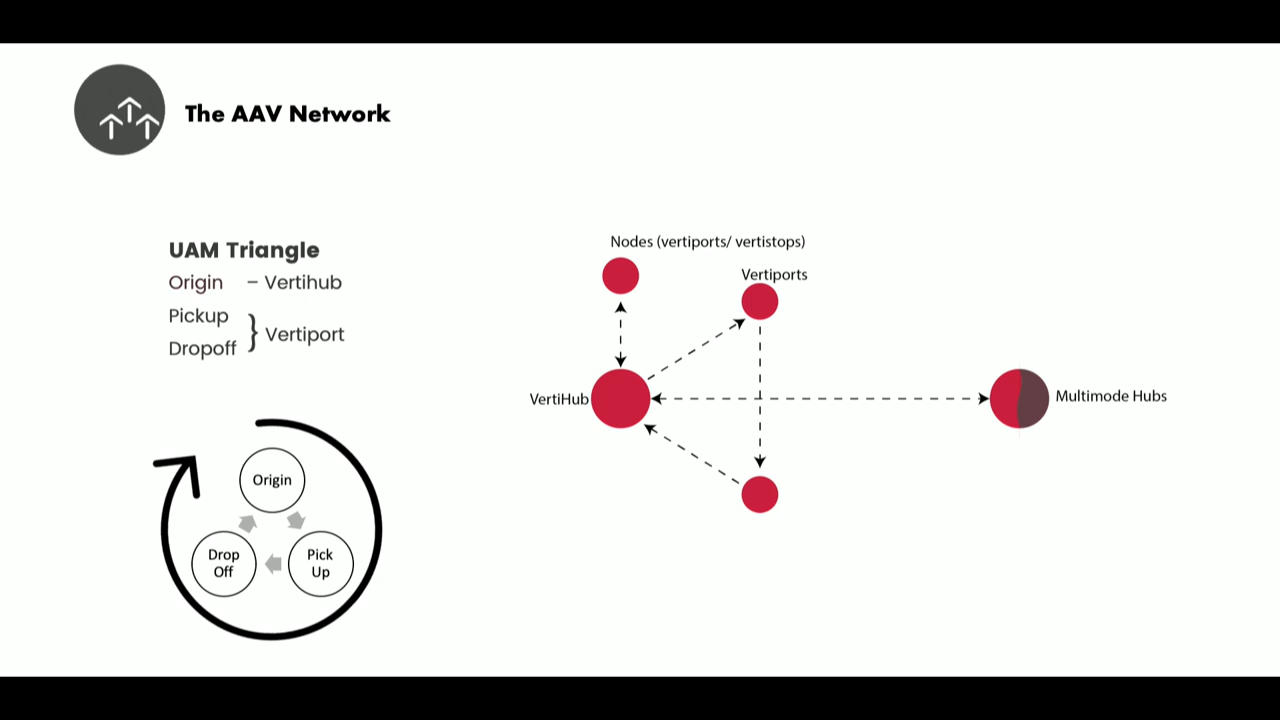 The AAV Network
UAM Triangle
Origin – Vertihub
Pickup
Dropoff
} Vertiport
Origin
Drop
Off
Pick
Up
Nodes (vertiports/ vertistops)
Vertiports
VertiHub
Multimode Hubs